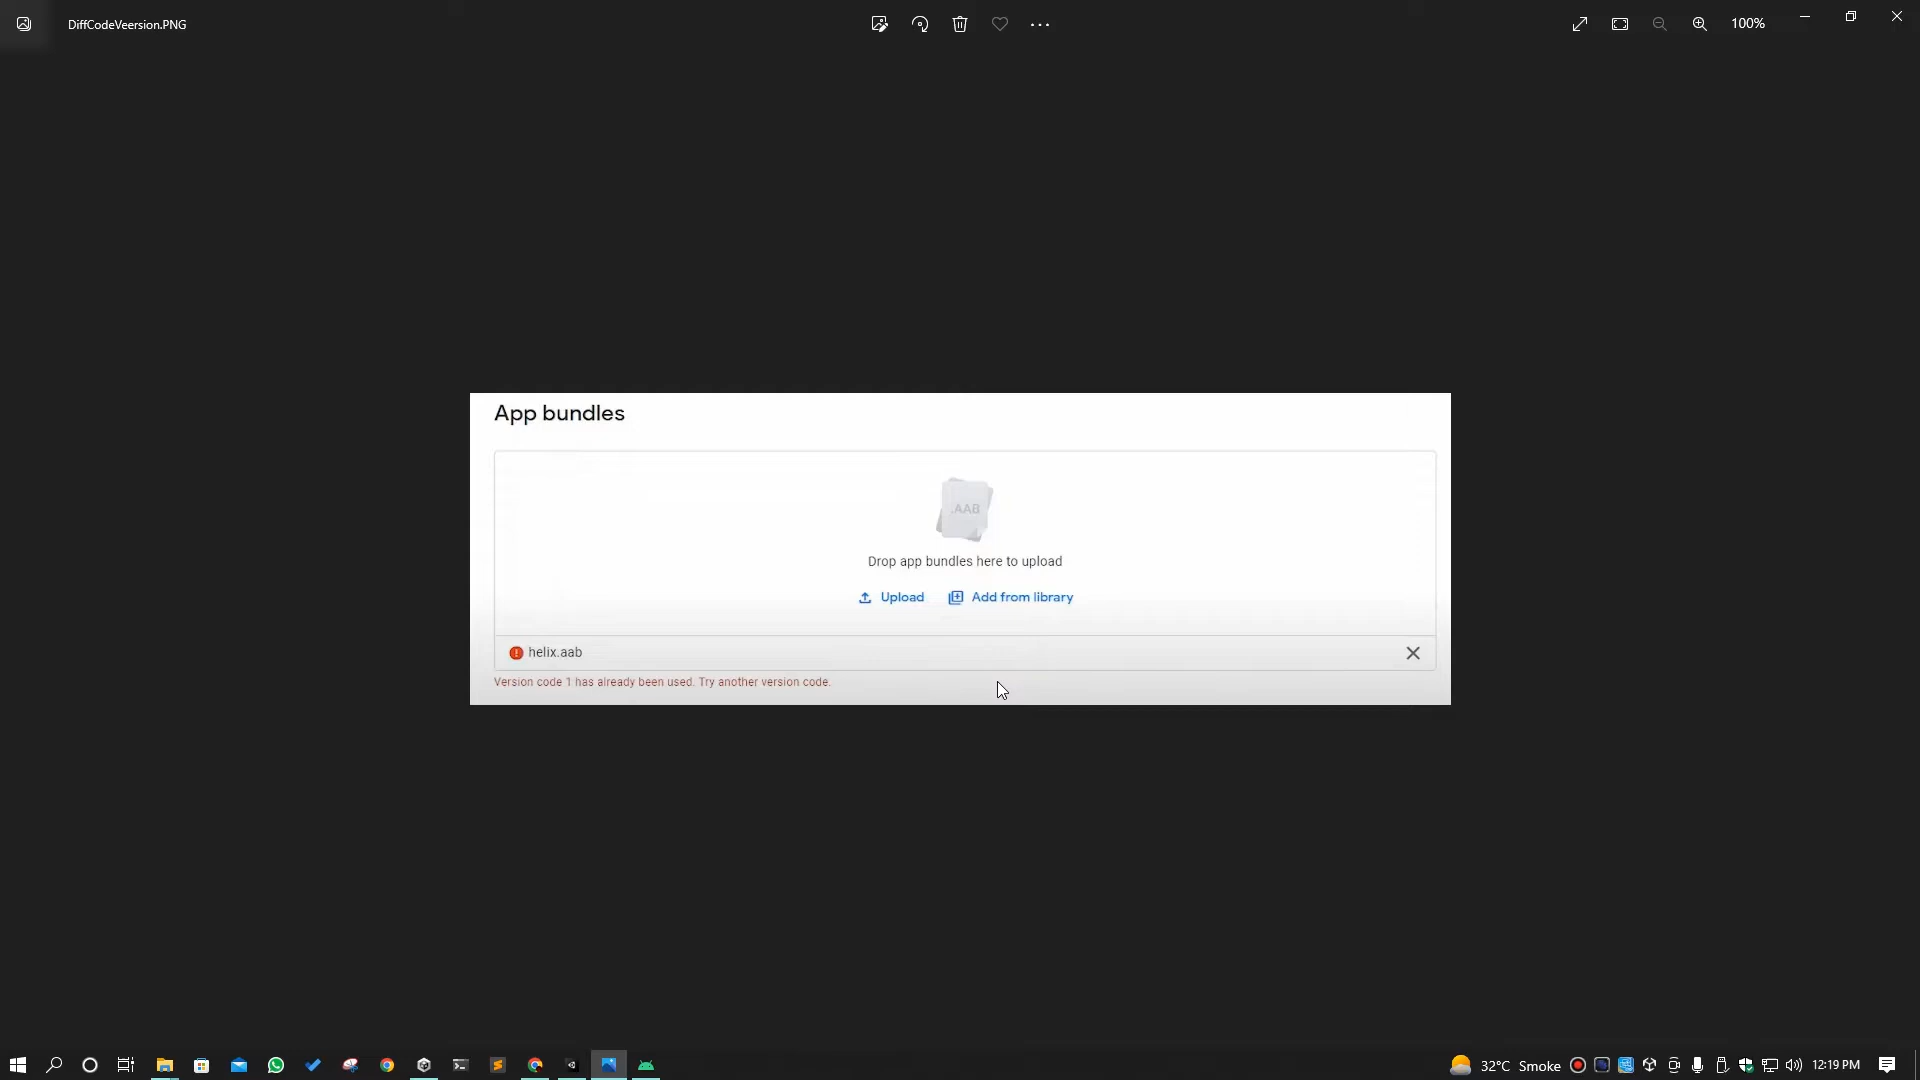 DiffCodeVeersion.PNG
100%
App bundles
.AAB
Drop app bundles here to upload
Upload
Add from library
helix.aab
Version code 1 has already been used. Try another version code.
32°C Smoke
12:19 PM